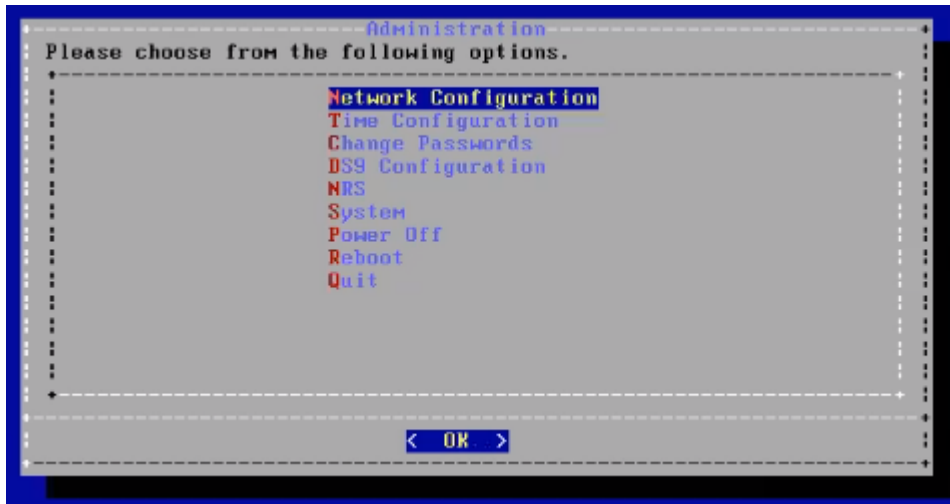 Administration
Please choose from the following options.
Network Configuration
Time Configuration
Change Passwords
DS9 Configuration
NRS
System
Power Off
Reboot
Quit
< OK >